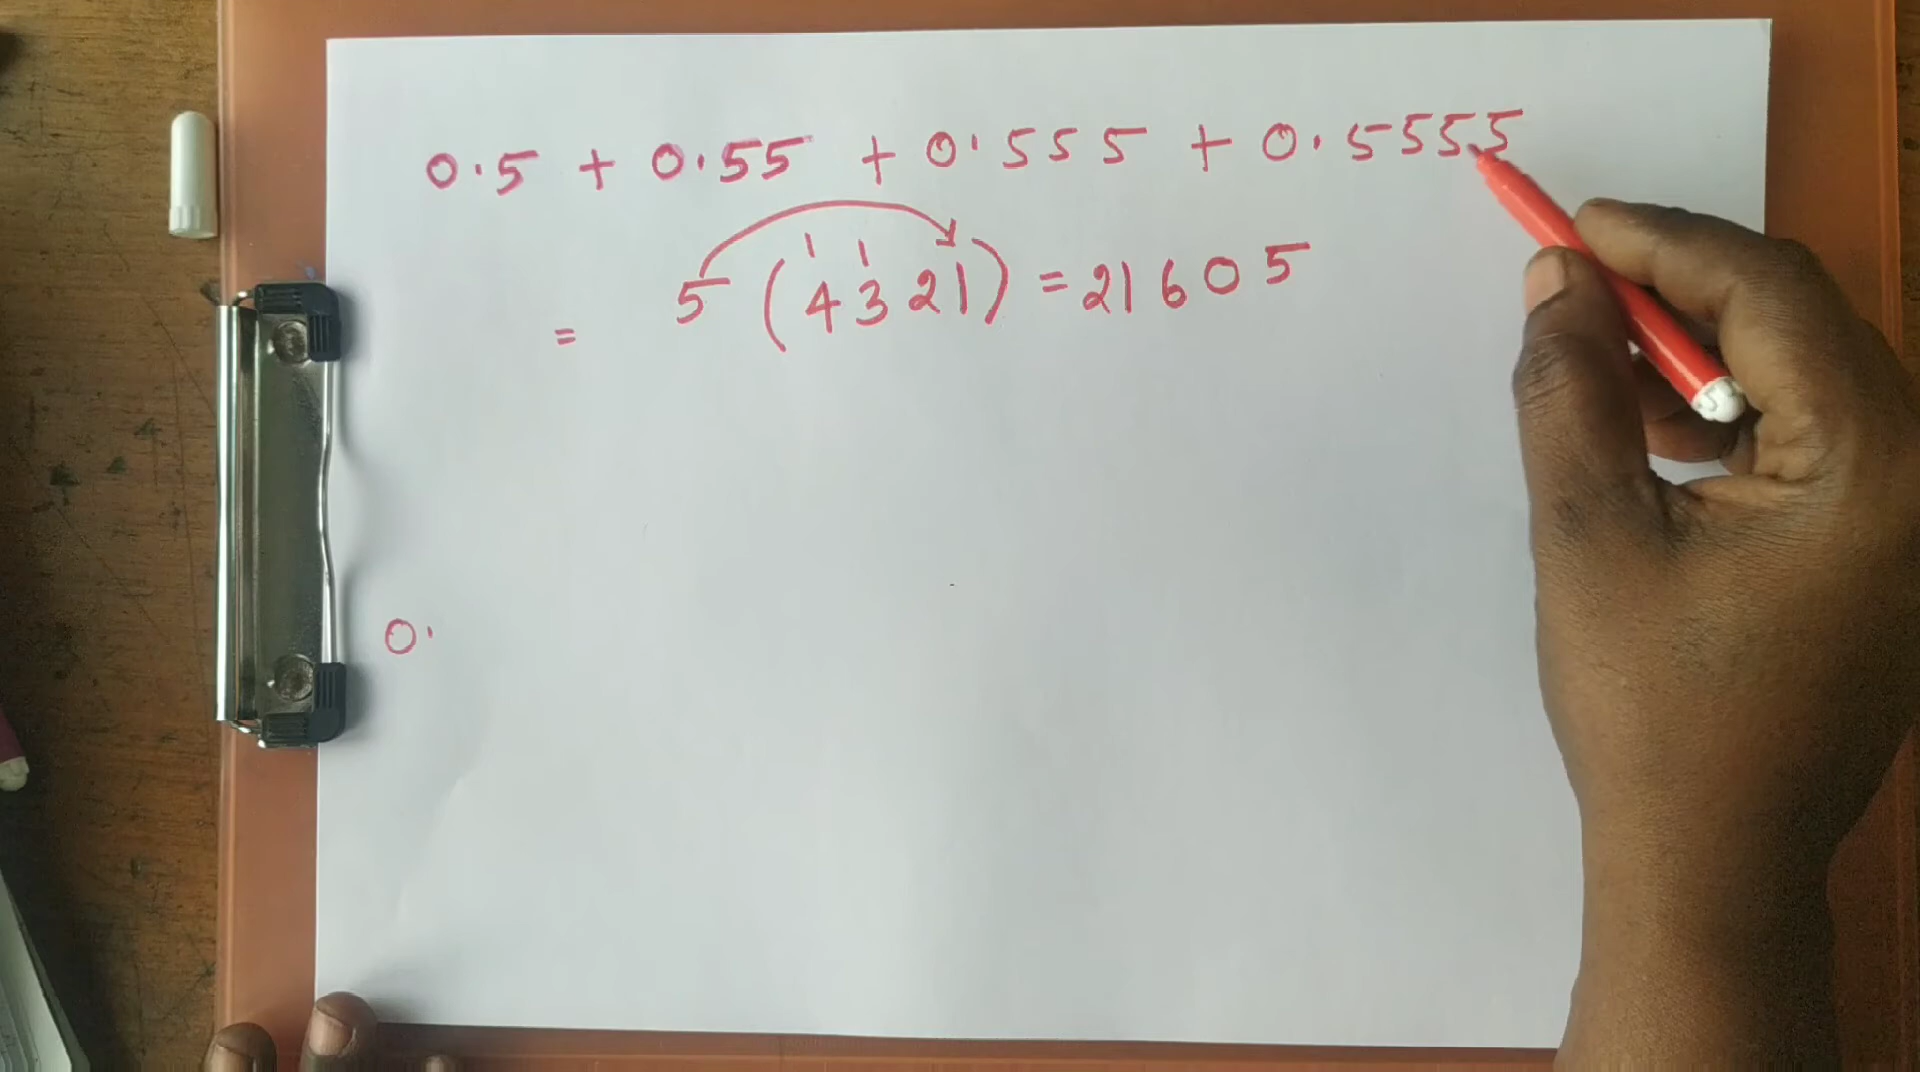 0.5 + 0.55 + 0.555 + 0.5555
= 5 (4321) = 21605
0.